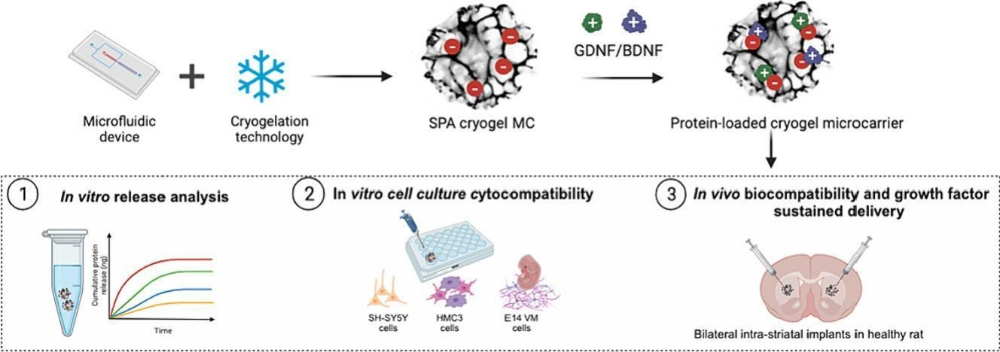 GDNF/BDNF
Microfluidic
device
Cryogelation
technology
SPA cryogel MC
Protein-loaded cryogel microcarrier
1
In vitro release analysis
Cumulative protein
release (ng)
Time
2
In vitro cell culture cytocompatibility
SH-SY5Y
cells
HMC3
cells
E14 VM
cells
3
In vivo biocompatibility and growth factor
sustained delivery
Bilateral intra-striatal implants in healthy rat